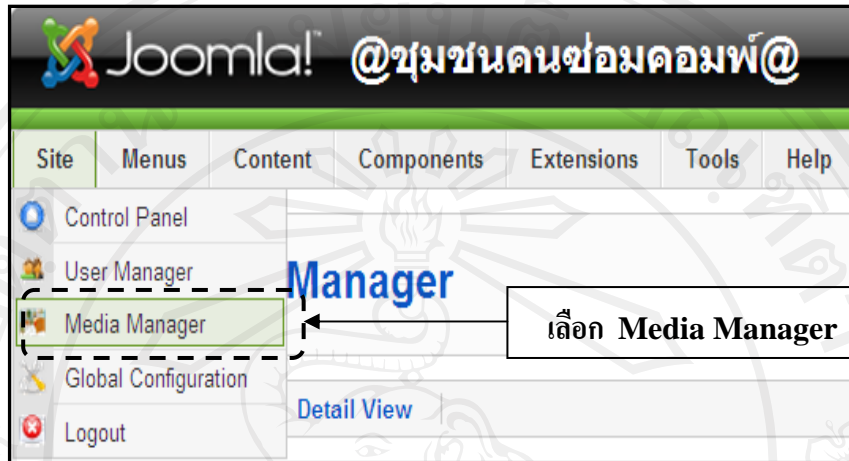 Joomla!™ @ชุมชนคนซ่อมคอมพ์@
Site Menus Content Components Extensions Tools Help
Control Panel
User Manager
Manager
Media Manager
เลือก Media Manager
Global Configuration
Detail View
Logout